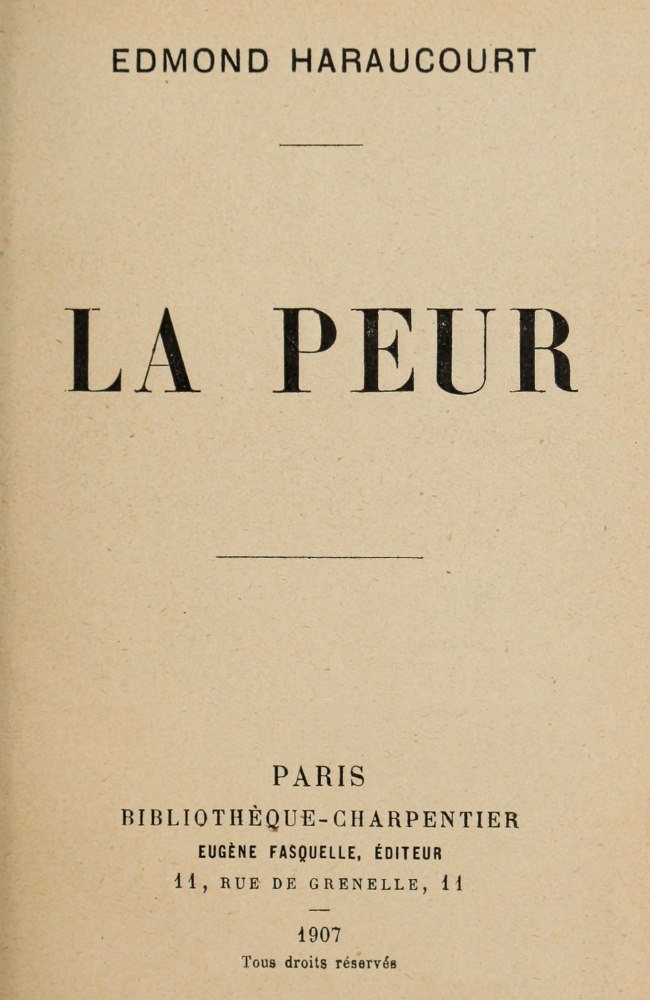 EDMOND HARAUCOURT
LA PEUR
PARIS
BIBLIOTHÈQUE-CHARPENTIER
EUGÈNE FASQUELLE, ÉDITEUR
11, RUE DE GRENELLE, 11
1907
Tous droits réservés